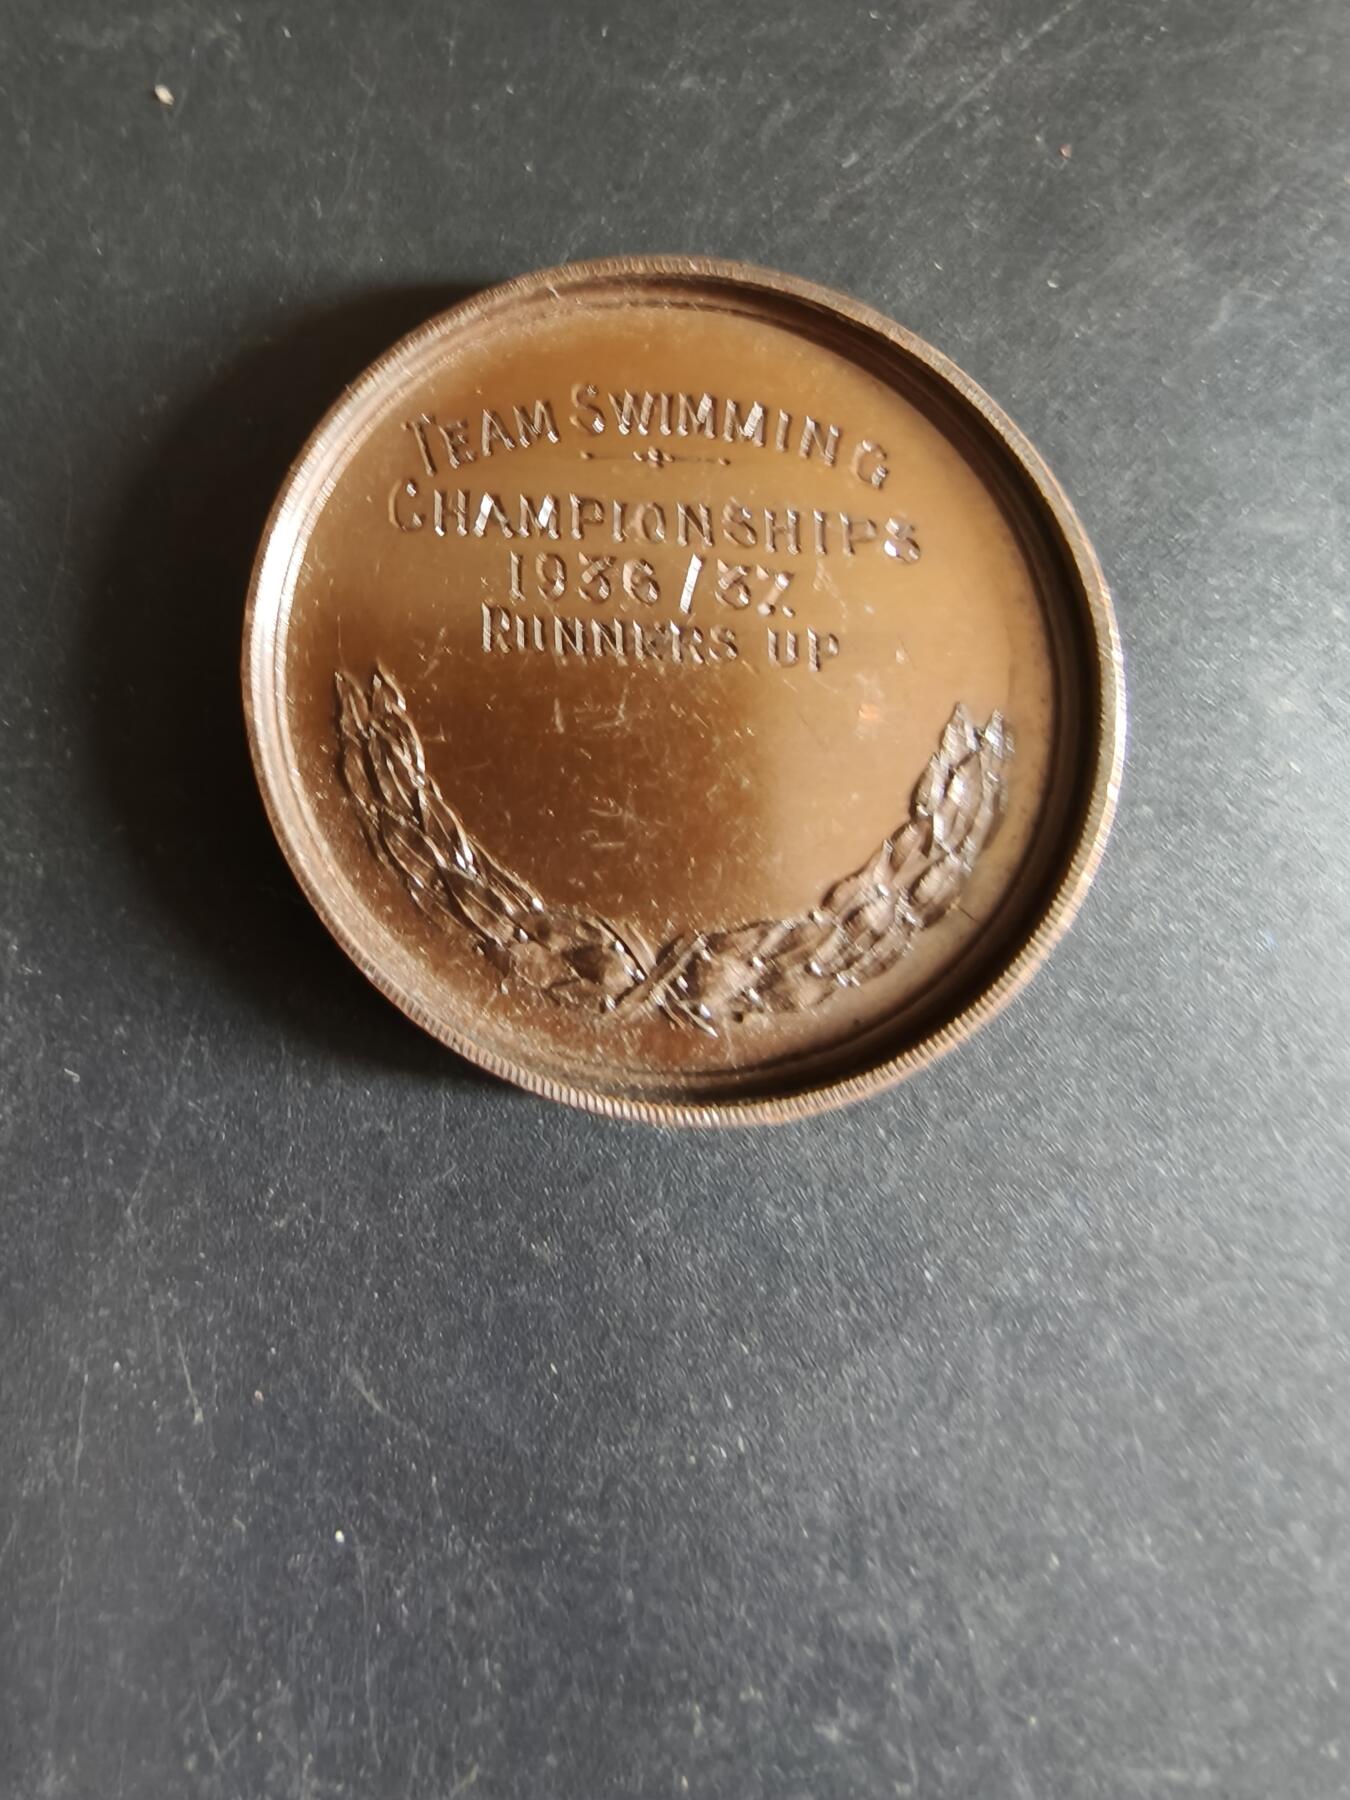 TEAM SWIMMING
CHAMPIONSHIPS
1936/37.
RUNNERS UP